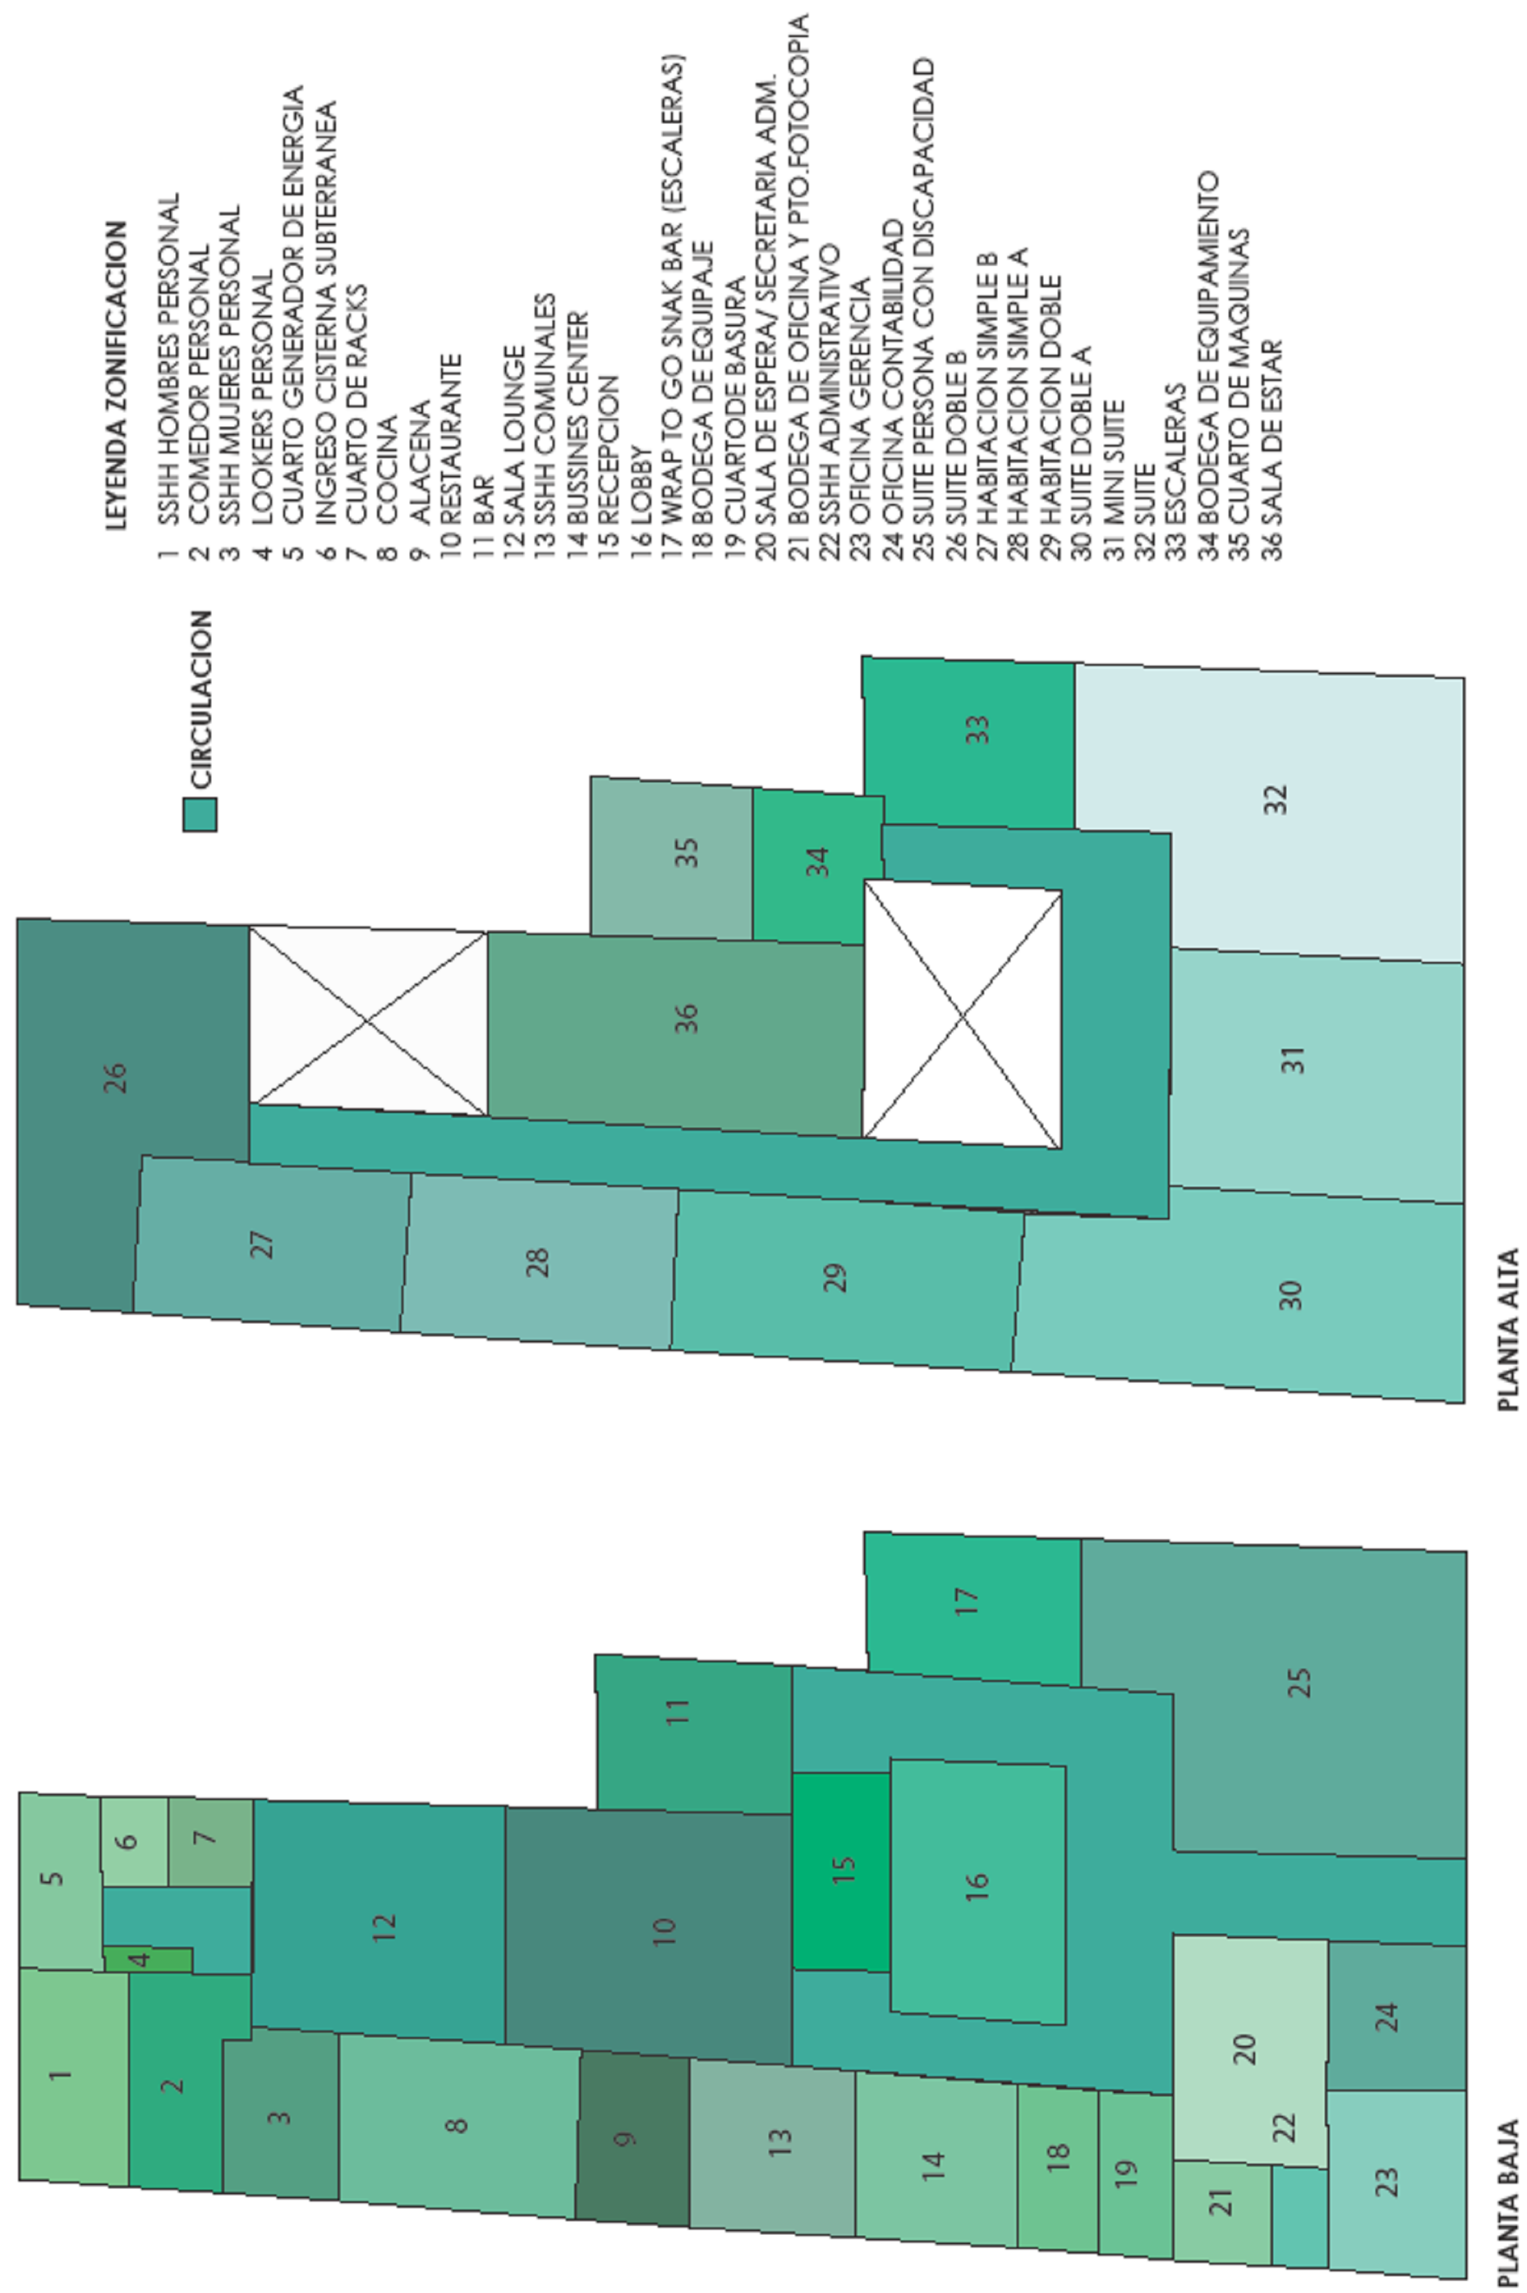 1
5
6
4
2
7
3
12
8
9
10
11
13
15
14
17
16
18
19
21
20
22
25
24
23
PLANTA BAJA
26
27
28
36
35
34
29
33
32
31
30
PLANTA ALTA
CIRCULACION
LEYENDA ZONIFICACION
1 SSHH HOMBRES PERSONAL
2 COMEDOR PERSONAL
3 SSHH MUJERES PERSONAL
4 LOOKERS PERSONAL
5 CUARTO GENERADOR DE ENERGIA
6 INGRESO CISTERNA SUBTERRANEA
7 CUARTO DE RACKS
8 COCINA
9 ALACENA
10 RESTAURANTE
11 BAR
12 SALA LOUNGE
13 SSHH COMUNALES
14 BUSSINES CENTER
15 RECEPCION
16 LOBBY
17 WRAP TO GO SNAK BAR (ESCALERAS)
18 BODEGA DE EQUIPAJE
19 CUARTODE BASURA
20 SALA DE ESPERA/ SECRETARIA ADM.
21 BODEGA DE OFICINA Y PTO.FOTOCOPIA
22 SSHH ADMINISTRATIVO
23 OFICINA GERENCIA
24 OFICINA CONTABILIDAD
25 SUITE PERSONA CON DISCAPACIDAD
26 SUITE DOBLE B
27 HABITACION SIMPLE B
28 HABITACION SIMPLE A
29 HABITACION DOBLE
30 SUITE DOBLE A
31 MINI SUITE
32 SUITE
33 ESCALERAS
34 BODEGA DE EQUIPAMIENTO
35 CUARTO DE MAQUINAS
36 SALA DE ESTAR